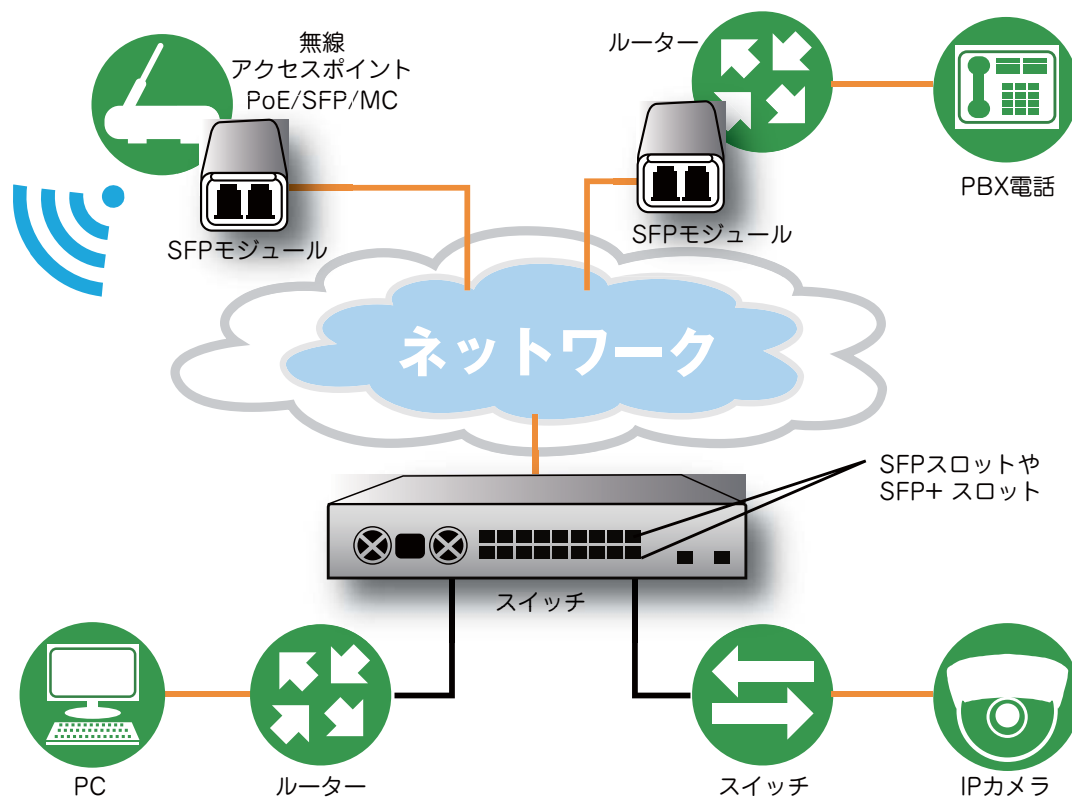 無線
アクセスポイント
PoE/SFP/MC
ルーター
PBX電話
SFPモジュール
SFPモジュール
ネットワーク
SFPスロットや
SFP+ スロット
スイッチ
PC
ルーター
スイッチ
IPカメラ